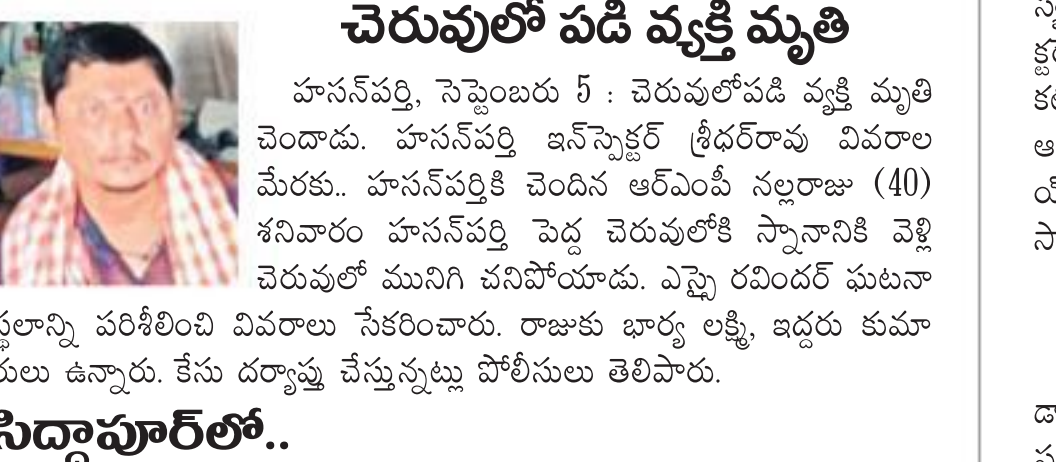 చెరువులో పడి వ్యక్తి మృతి
హసన్‌పర్తి, సెప్టెంబరు 5 : చెరువులోపడి వ్యక్తి మృతి
చెందాడు. హసన్‌పర్తి ఇన్‌స్పెక్టర్ శ్రీధర్‌రావు వివరాల
మేరకు.. హసన్‌పర్తికి చెందిన ఆర్ఎంపీ నల్లరాజు (40)
శనివారం హసన్‌పర్తి పెద్ద చెరువులోకి స్నానానికి వెళ్లి
చెరువులో మునిగి చనిపోయాడు. ఎస్సై రవిందర్ ఘటనా
స్థలాన్ని పరిశీలించి వివరాలు సేకరించారు. రాజుకు భార్య లక్ష్మి, ఇద్దరు కుమా
రులు ఉన్నారు. కేసు దర్యాప్తు చేస్తున్నట్లు పోలీసులు తెలిపారు.
సిద్ధాపూర్‌లో..